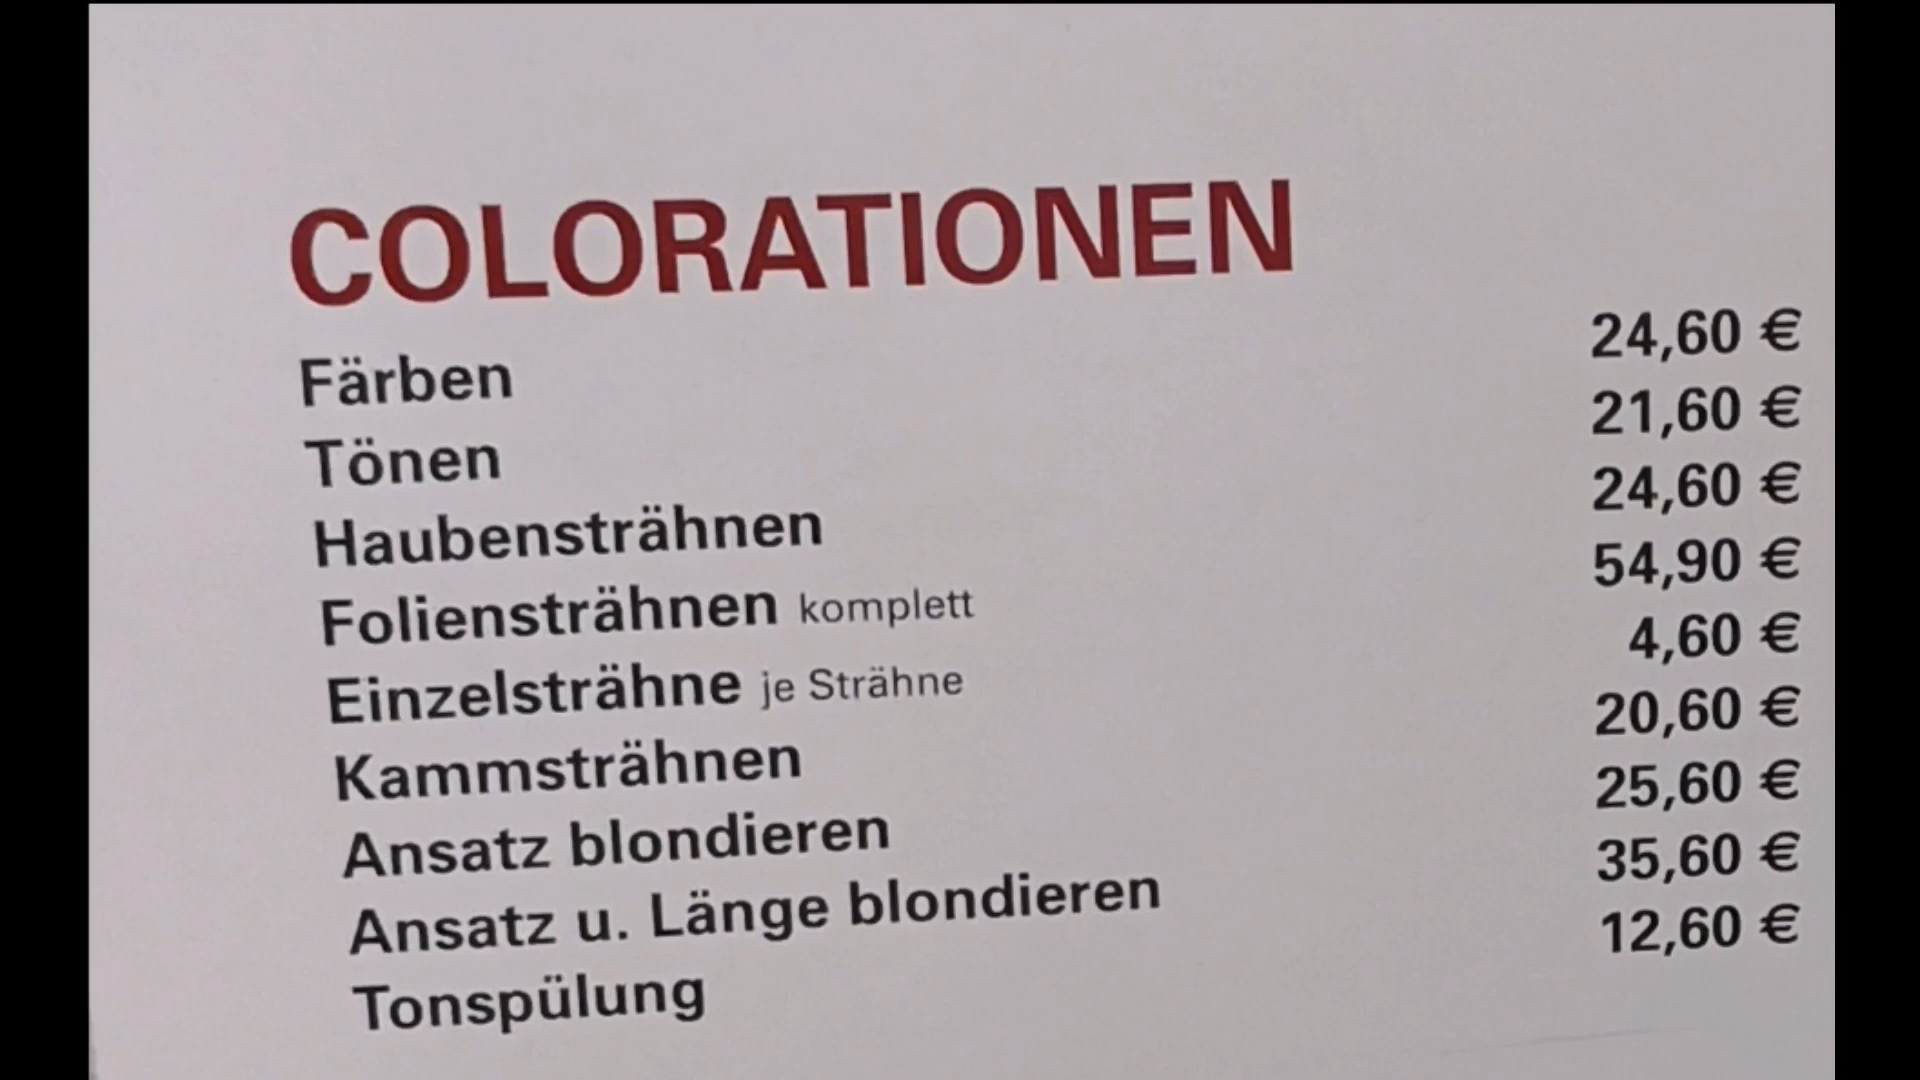 COLORATIONEN
Färben 24,60 €
Tönen 21,60 €
Haubensträhnen 24,60 €
Foliensträhnen komplett 54,90 €
Einzelsträhne je Strähne 4,60 €
Kammsträhnen 20,60 €
Ansatz blondieren 25,60 €
Ansatz u. Länge blondieren 35,60 €
Tonspülung 12,60 €